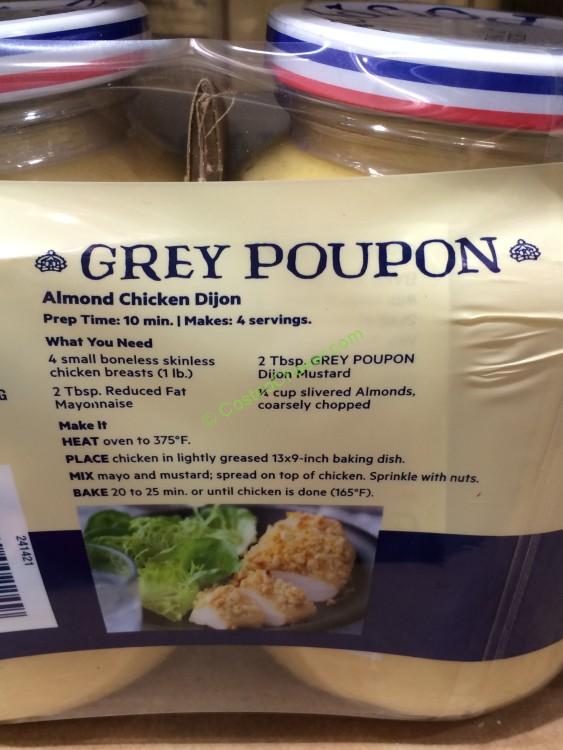 GREY POUPON
Almond Chicken Dijon
Prep Time: 10 min. | Makes: 4 servings.
What You Need
4 small boneless skinless
chicken breasts (1 lb.)
2 Tbsp. Reduced Fat
Mayonnaise
2 Tbsp. GREY POUPON
Dijon Mustard
cup slivered Almonds,
coarsely chopped
Make It
HEAT oven to 375°F.
PLACE chicken in lightly greased 13x9-inch baking dish.
MIX mayo and mustard; spread on top of chicken. Sprinkle with nuts.
BAKE 20 to 25 min. or until chicken is done (165°F).
G
241421